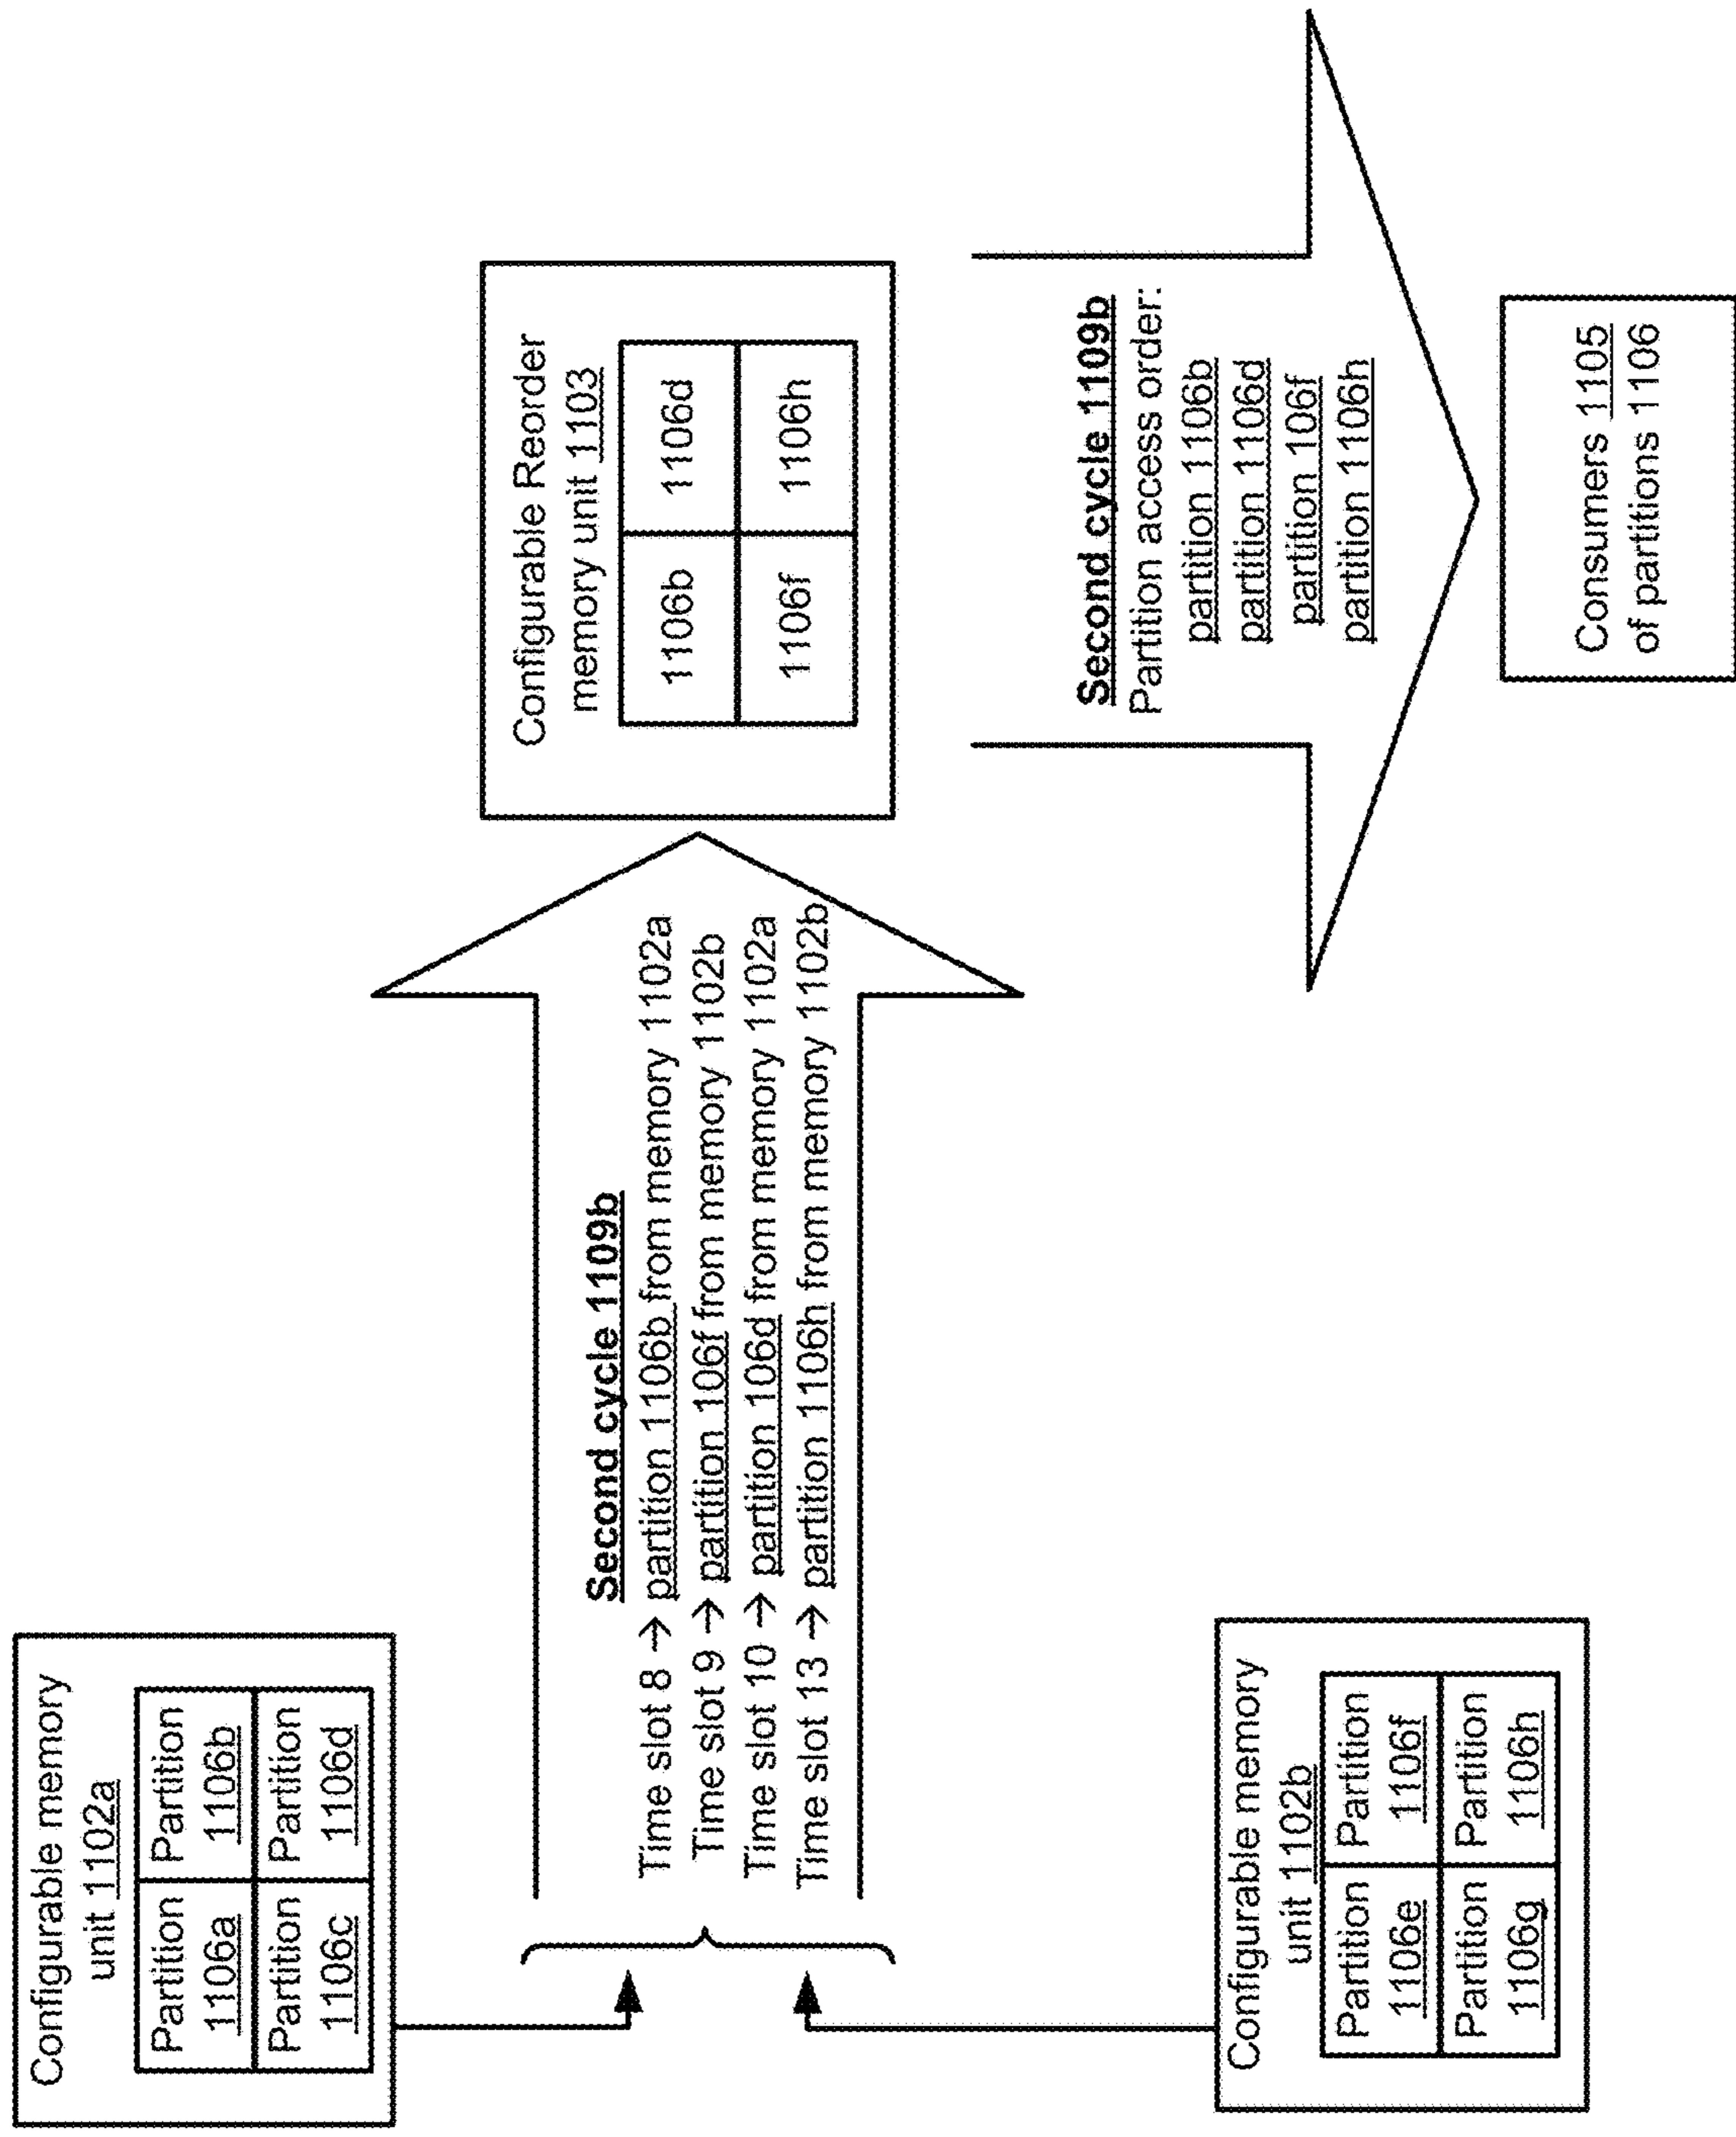 Configurable memory
unit 1102a
Partition
1106a
Partition
1106b
Partition
1106c
Partition
1106d
Second cycle 1109b
Time slot 8 → partition 1106b from memory 1102a
Time slot 9 → partition 106f from memory 1102b
Time slot 10 → partition 106d from memory 1102a
Time slot 13 → partition 1106h from memory 1102b
Configurable memory
unit 1102b
Partition
1106e
Partition
1106f
Partition
1106g
Partition
1106h
Configurable Reorder
memory unit 1103
1106b
1106d
1106f
1106h
Second cycle 1109b
Partition access order:
partition 1106b
partition 1106d
partition 106f
partition 1106h
Consumers 1105
of partitions 1106